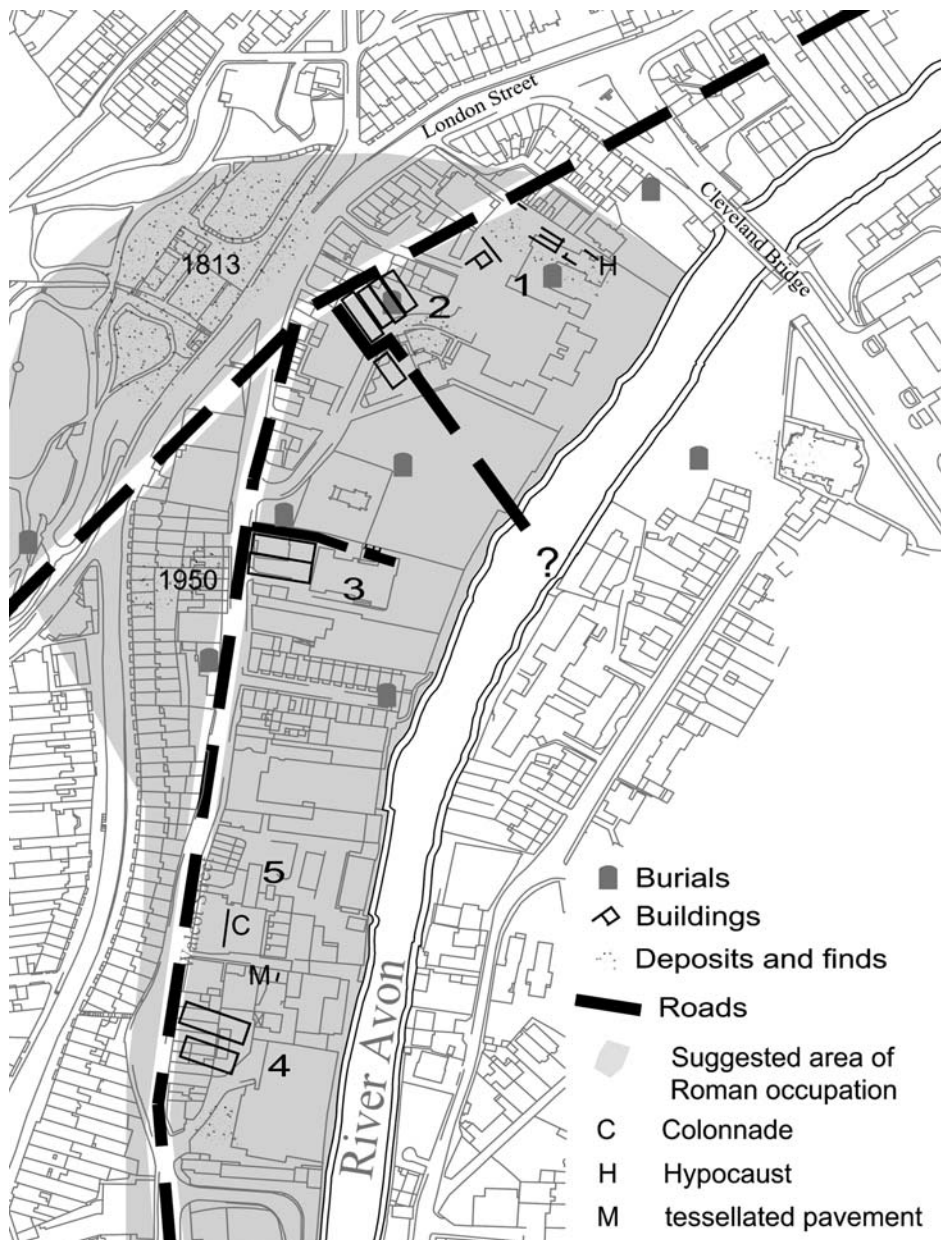 London Street
Cleveland Bridge
1813
H
1
2
?
1950
3
5
C
M
4
River Avon
Burials
Buildings
Deposits and finds
Roads
Suggested area of
Roman occupation
C Colonnade
H Hypocaust
M tessellated pavement